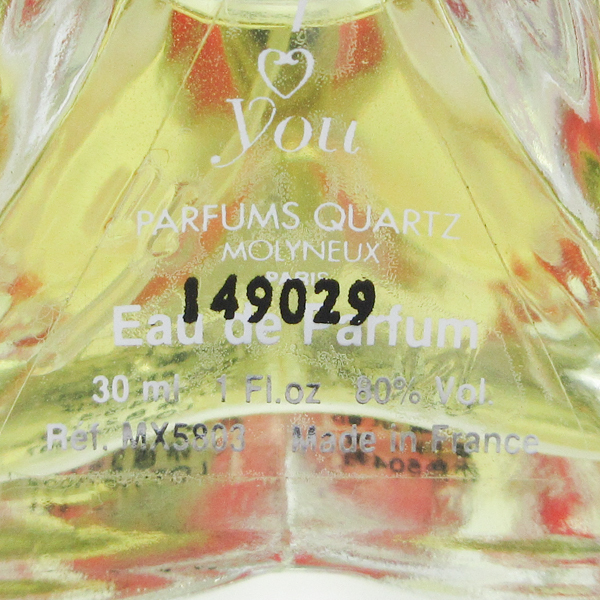 I
♡
you
PARFUMS QUARTZ
MOLYNEUX
PARIS
149029
Eau de Parfum
30 ml 1 Fl.oz 80% Vol.
Réf. MX5803 Made in France